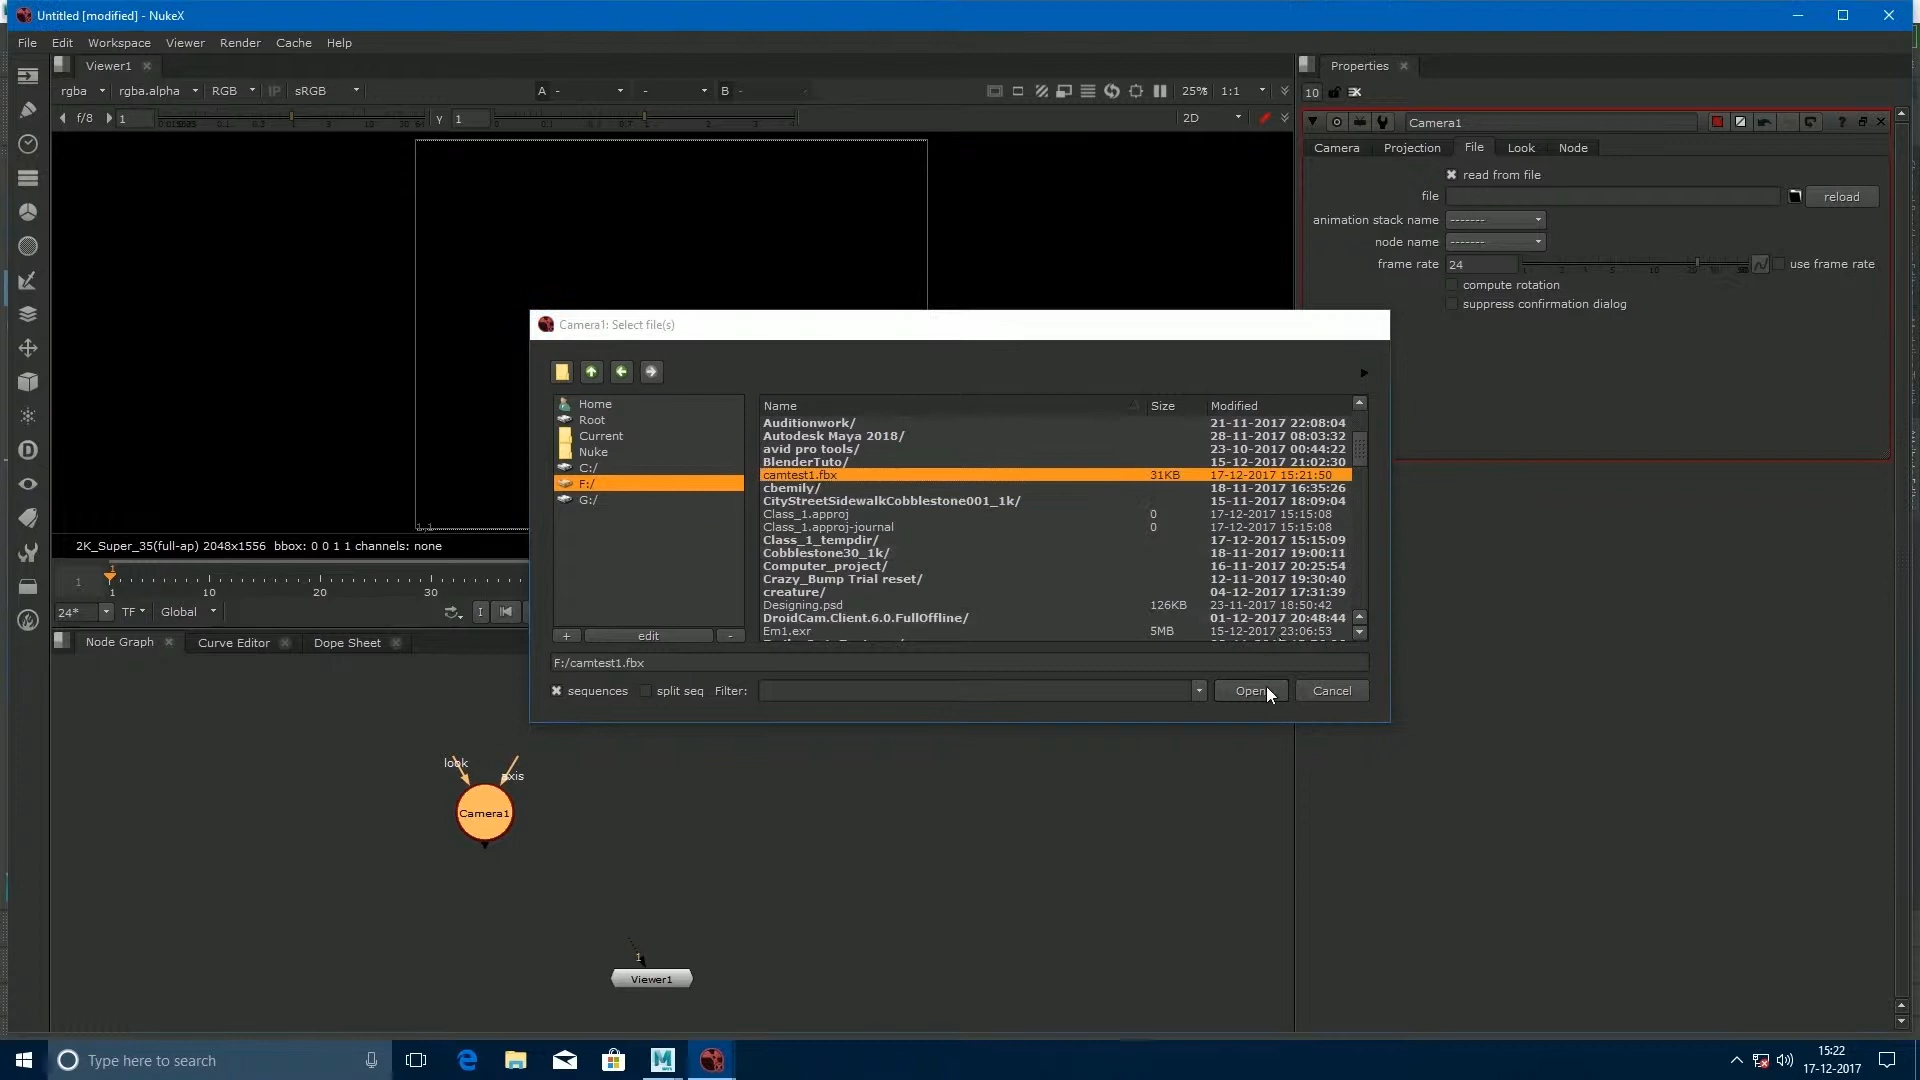 Untitled [modified] - NukeX
File Edit Workspace Viewer Render Cache Help
Viewer1
rgba rgba.alpha RGB IP sRGB A - - B - 25% 1:1
f/8 1 y 1 2D
Properties
10
Camera1
Camera Projection File Look Node
read from file
file reload
animation stack name -------
node name -------
frame rate 24 use frame rate
compute rotation
suppress confirmation dialog
Camera1: Select file(s)
Home
Root
Current
Nuke
C:/
F:/
G:/
+ edit -
Name Size Modified
Auditionwork/ 21-11-2017 22:08:04
Autodesk Maya 2018/ 28-11-2017 08:03:32
avid pro tools/ 23-10-2017 00:44:22
BlenderTuto/ 15-12-2017 21:02:30
camtest1.fbx 31KB 17-12-2017 15:21:50
cbemily/ 18-11-2017 16:35:26
CityStreetSidewalkCobblestone001_1k/ 15-11-2017 18:09:04
Class_1.approj 0 17-12-2017 15:15:08
Class_1.approj-journal 0 17-12-2017 15:15:08
Class_1_tempdir/ 17-12-2017 15:15:09
Cobblestone30_1k/ 18-11-2017 19:00:11
Computer_project/ 16-11-2017 20:25:54
Crazy_Bump Trial reset/ 12-11-2017 19:30:40
creature/ 04-12-2017 17:31:39
Designing.psd 126KB 23-11-2017 18:50:42
DroidCam.Client.6.0.FullOffline/ 01-12-2017 20:48:44
Em1.exr 5MB 15-12-2017 23:06:53
F:/camtest1.fbx
sequences split seq Filter: Open Cancel
1,1
2K_Super_35(full-ap) 2048x1556 bbox: 0 0 1 1 channels: none
1 1
1 10 20 30
24* TF Global I
Node Graph Curve Editor Dope Sheet
look axis
Camera1
1
Viewer1
Type here to search
15:22
17-12-2017